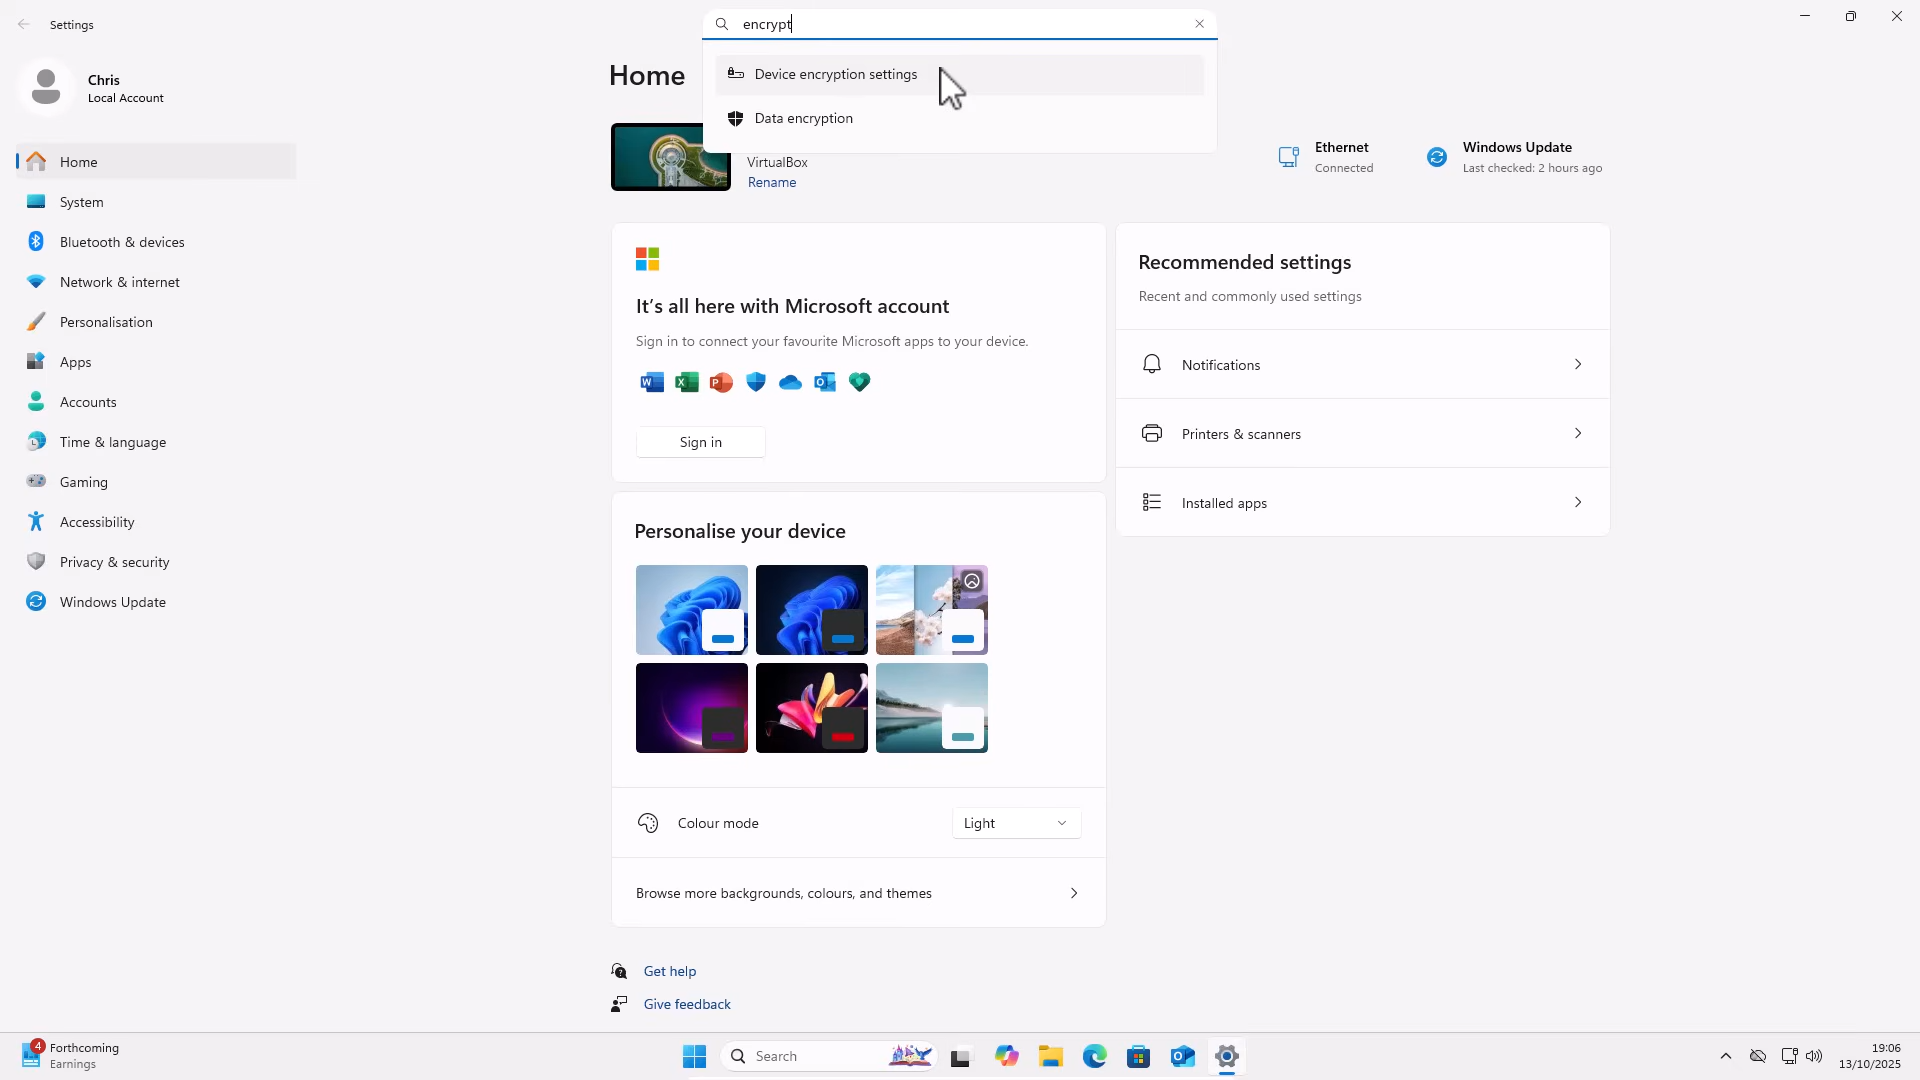 Settings
encrypt
Device encryption settings
Data encryption
Chris
Local Account
Home
System
Bluetooth & devices
Network & internet
Personalisation
Apps
Accounts
Time & language
Gaming
Accessibility
Privacy & security
Windows Update
Home
VirtualBox
Rename
Ethernet
Connected
Windows Update
Last checked: 2 hours ago
It's all here with Microsoft account
Sign in to connect your favourite Microsoft apps to your device.
Sign in
Recommended settings
Recent and commonly used settings
Notifications
Printers & scanners
Installed apps
Personalise your device
Colour mode
Light
Browse more backgrounds, colours, and themes
Get help
Give feedback
4
Forthcoming
Earnings
Search
19:06
13/10/2025